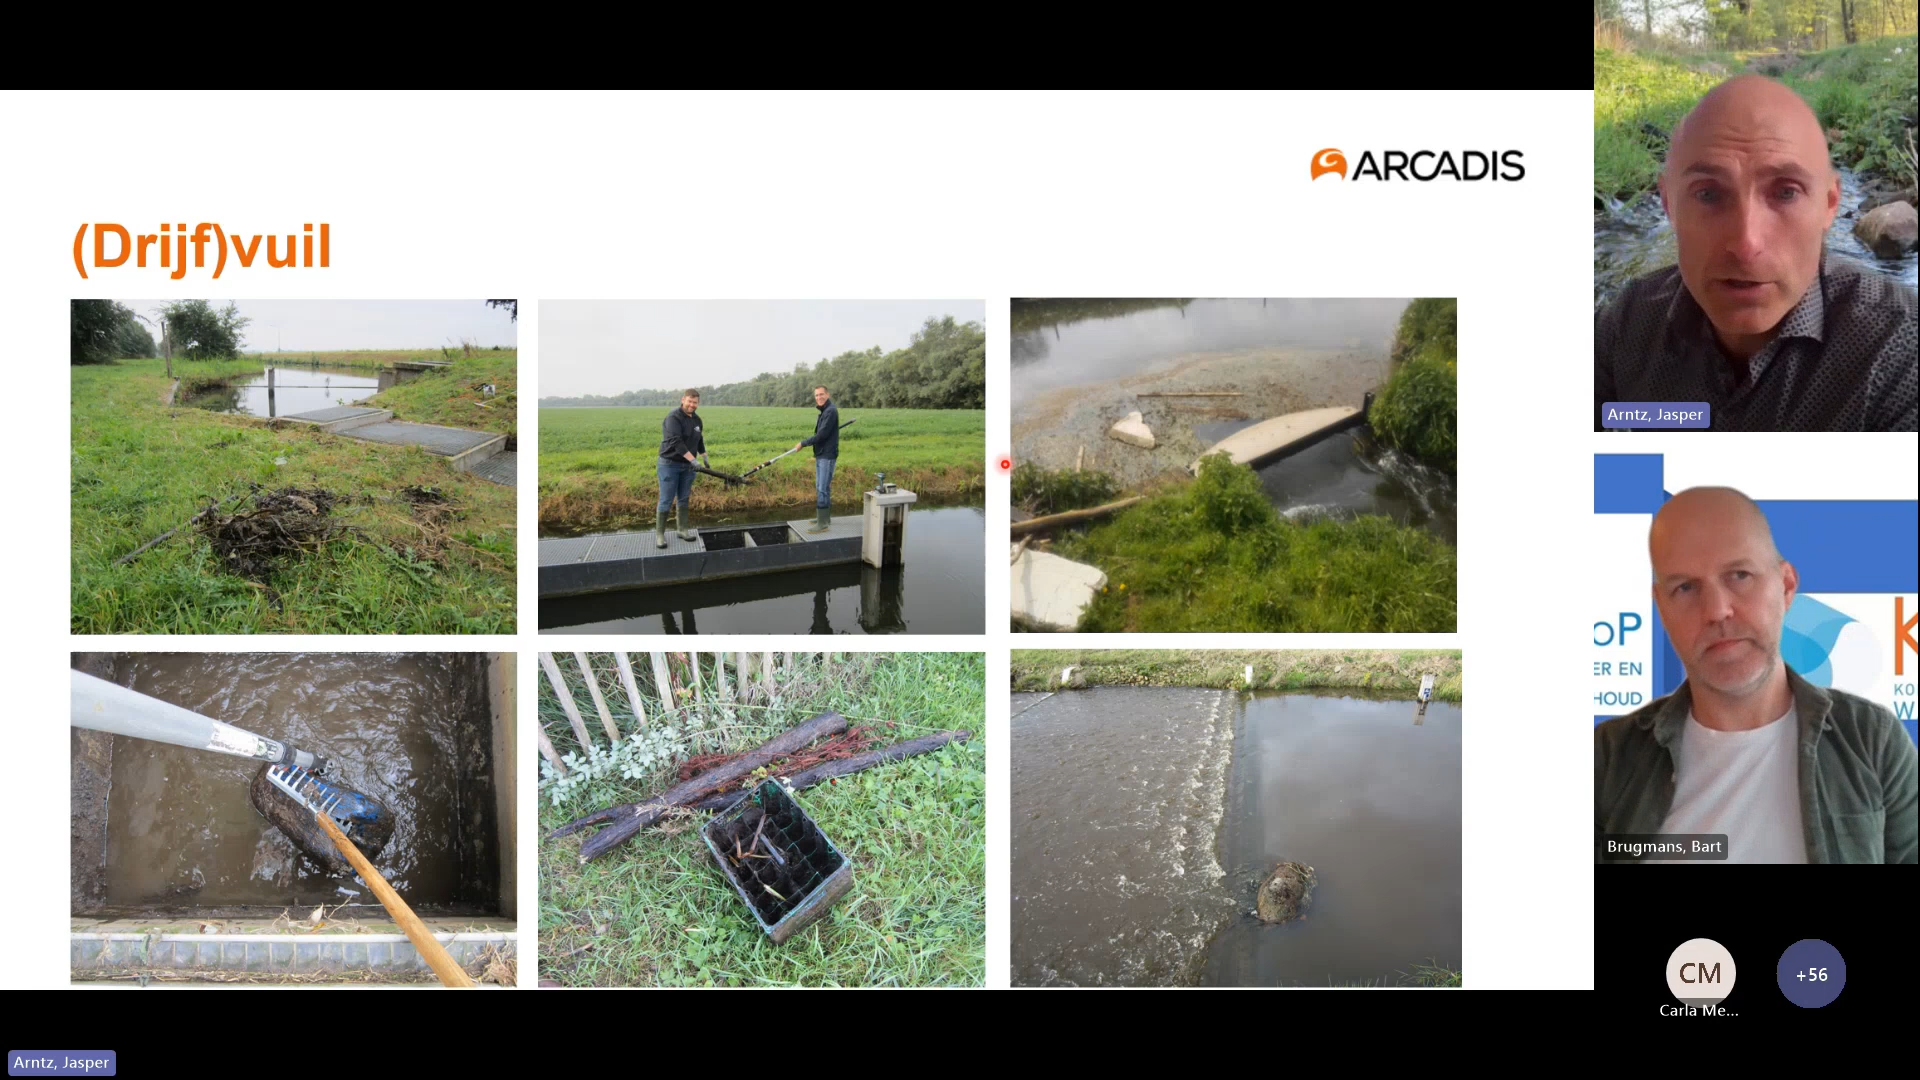 ARCADIS
(Drijf)vuil
Arntz, Jasper
oP
ER EN
HOUD
K
KO
W
Brugmans, Bart
CM
+56
Carla Me...
Arntz, Jasper